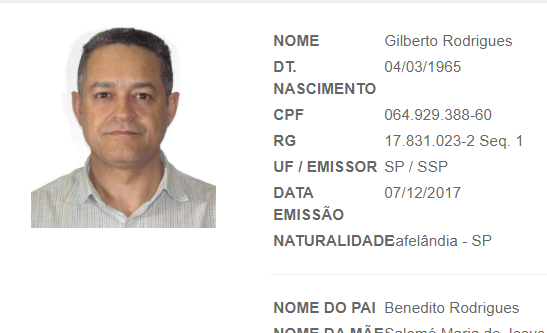 NOME Gilberto Rodrigues
DT. 04/03/1965
NASCIMENTO
CPF 064.929.388-60
RG 17.831.023-2 Seq. 1
UF / EMISSOR SP / SSP
DATA 07/12/2017
EMISSÃO
NATURALIDADE afelândia - SP
NOME DO PAI Benedito Rodrigues
NOME DA MÃE Salomé Maria de Jesus